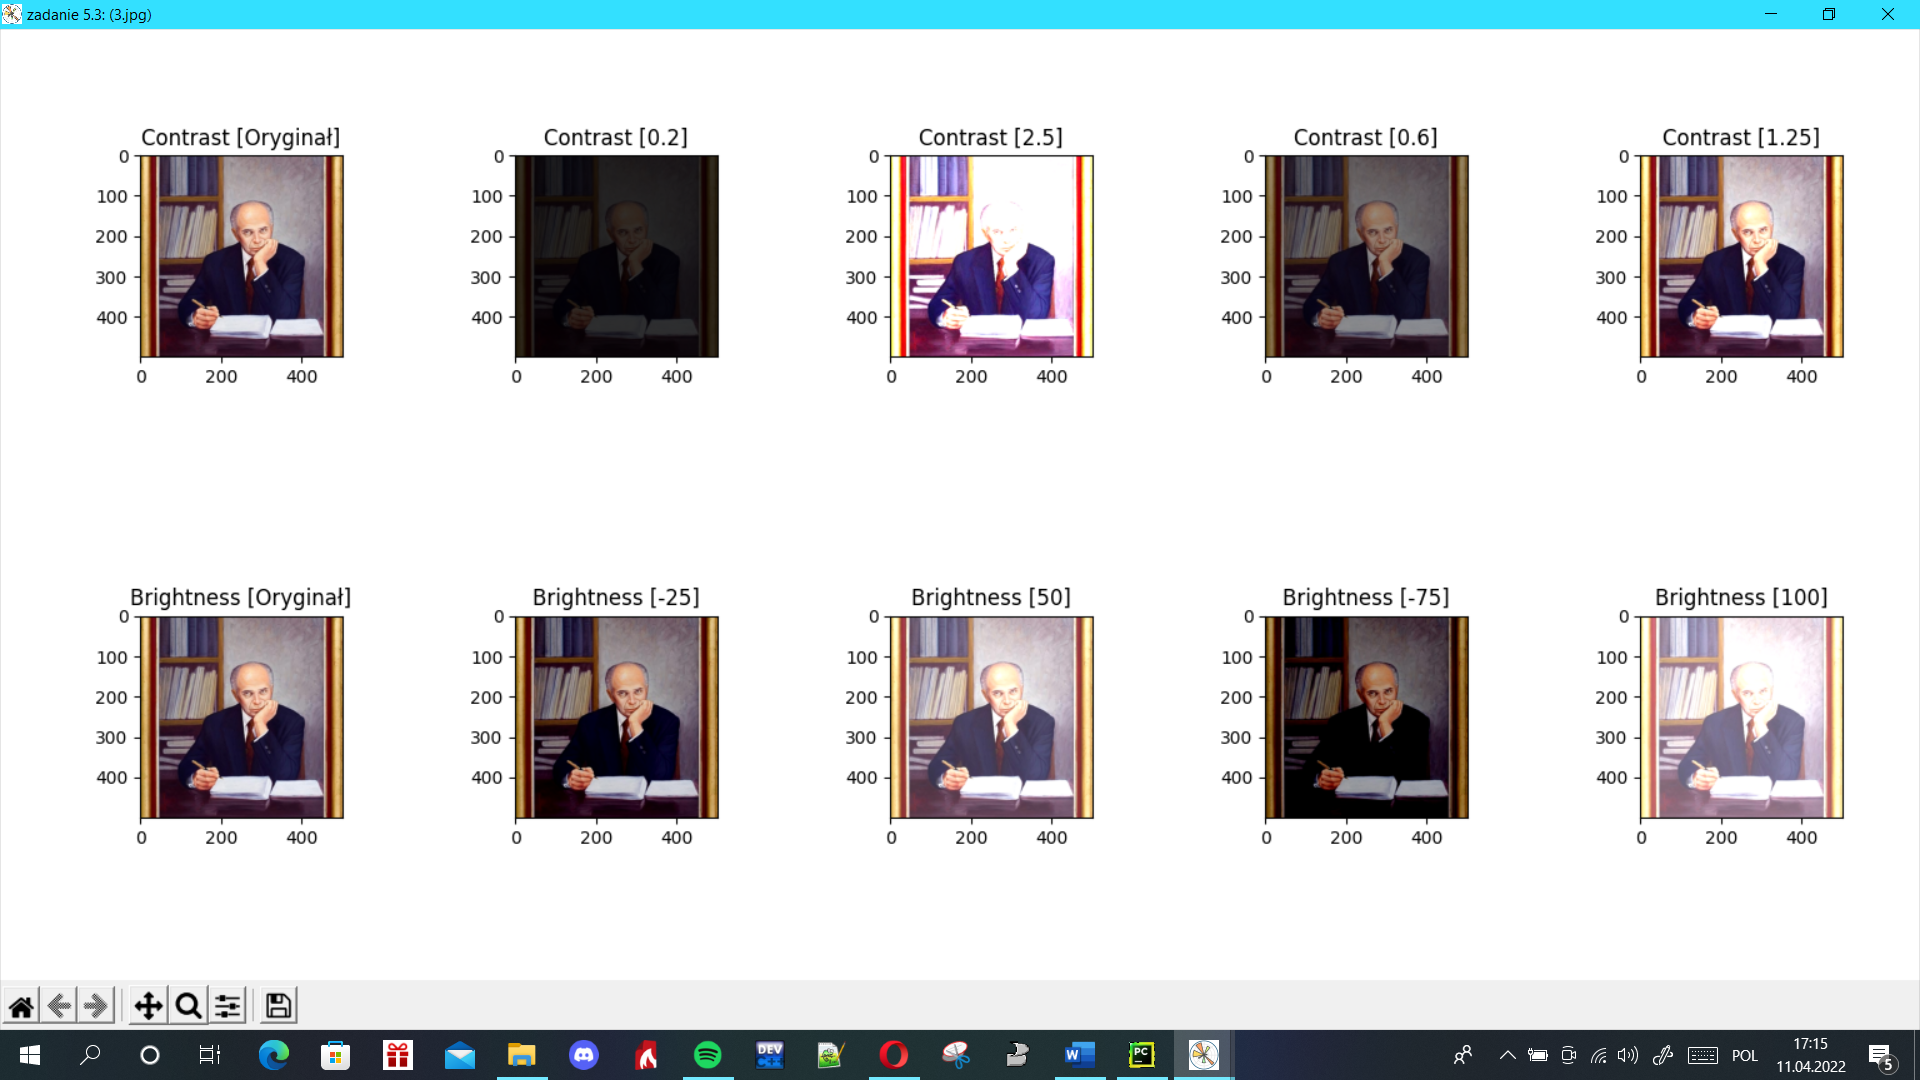 zadanie 5.3: (3.jpg)
Contrast [Oryginał] Contrast [0.2] Contrast [2.5] Contrast [0.6] Contrast [1.25]
0 0 0 0 0
100 100 100 100 100
200 200 200 200 200
300 300 300 300 300
400 400 400 400 400
0 200 400 0 200 400 0 200 400 0 200 400 0 200 400
Brightness [Oryginał] Brightness [-25] Brightness [50] Brightness [-75] Brightness [100]
0 0 0 0 0
100 100 100 100 100
200 200 200 200 200
300 300 300 300 300
400 400 400 400 400
0 200 400 0 200 400 0 200 400 0 200 400 0 200 400
DEV
C++
W
PC
POL
17:15
11.04.2022
5